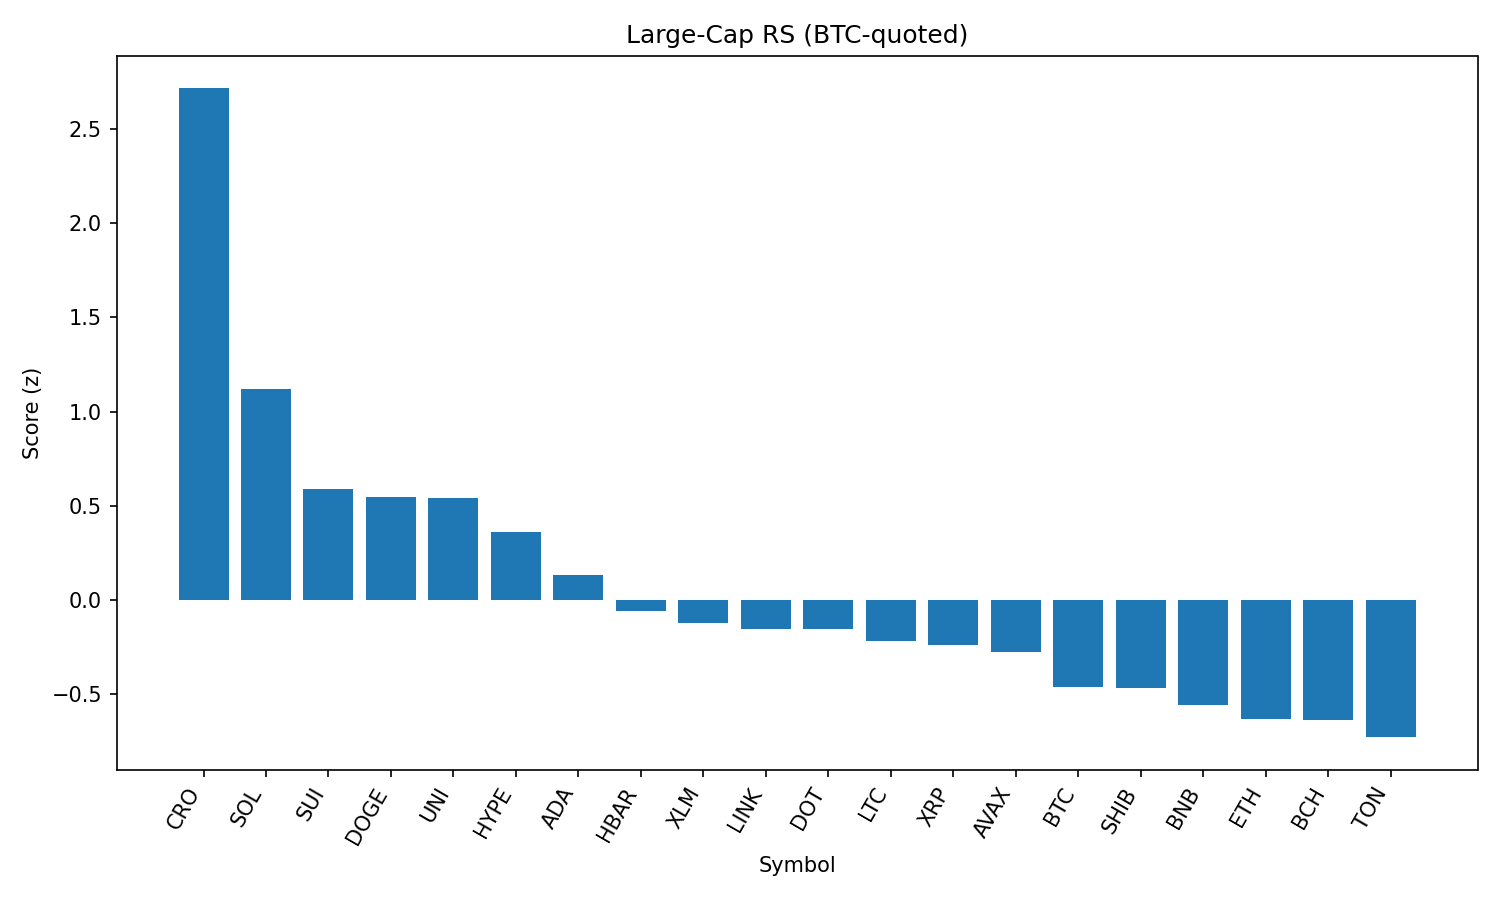 Large-Cap RS (BTC-quoted)
Score (z)
2.5
2.0
1.5
1.0
0.5
0.0
−0.5
CRO
SOL
SUI
DOGE
UNI
HYPE
ADA
HBAR
XLM
LINK
DOT
LTC
XRP
AVAX
BTC
SHIB
BNB
ETH
BCH
TON
Symbol